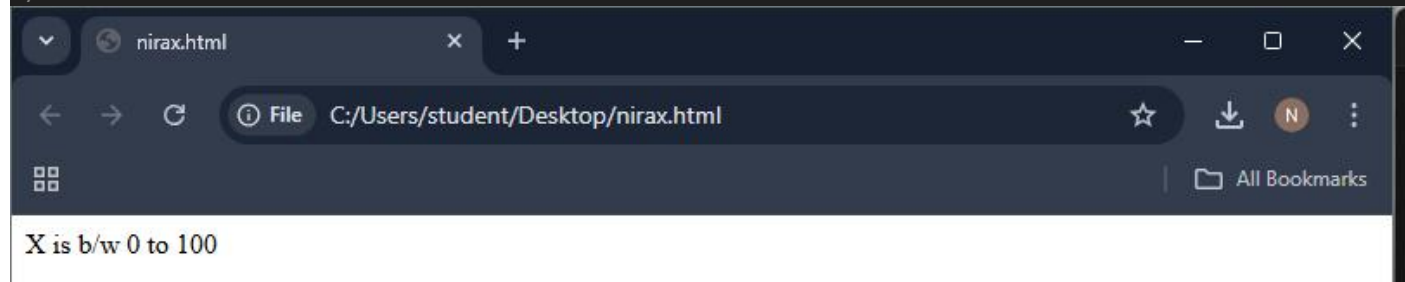 nirax.html
File C:/Users/student/Desktop/nirax.html N
All Bookmarks
X is b/w 0 to 100